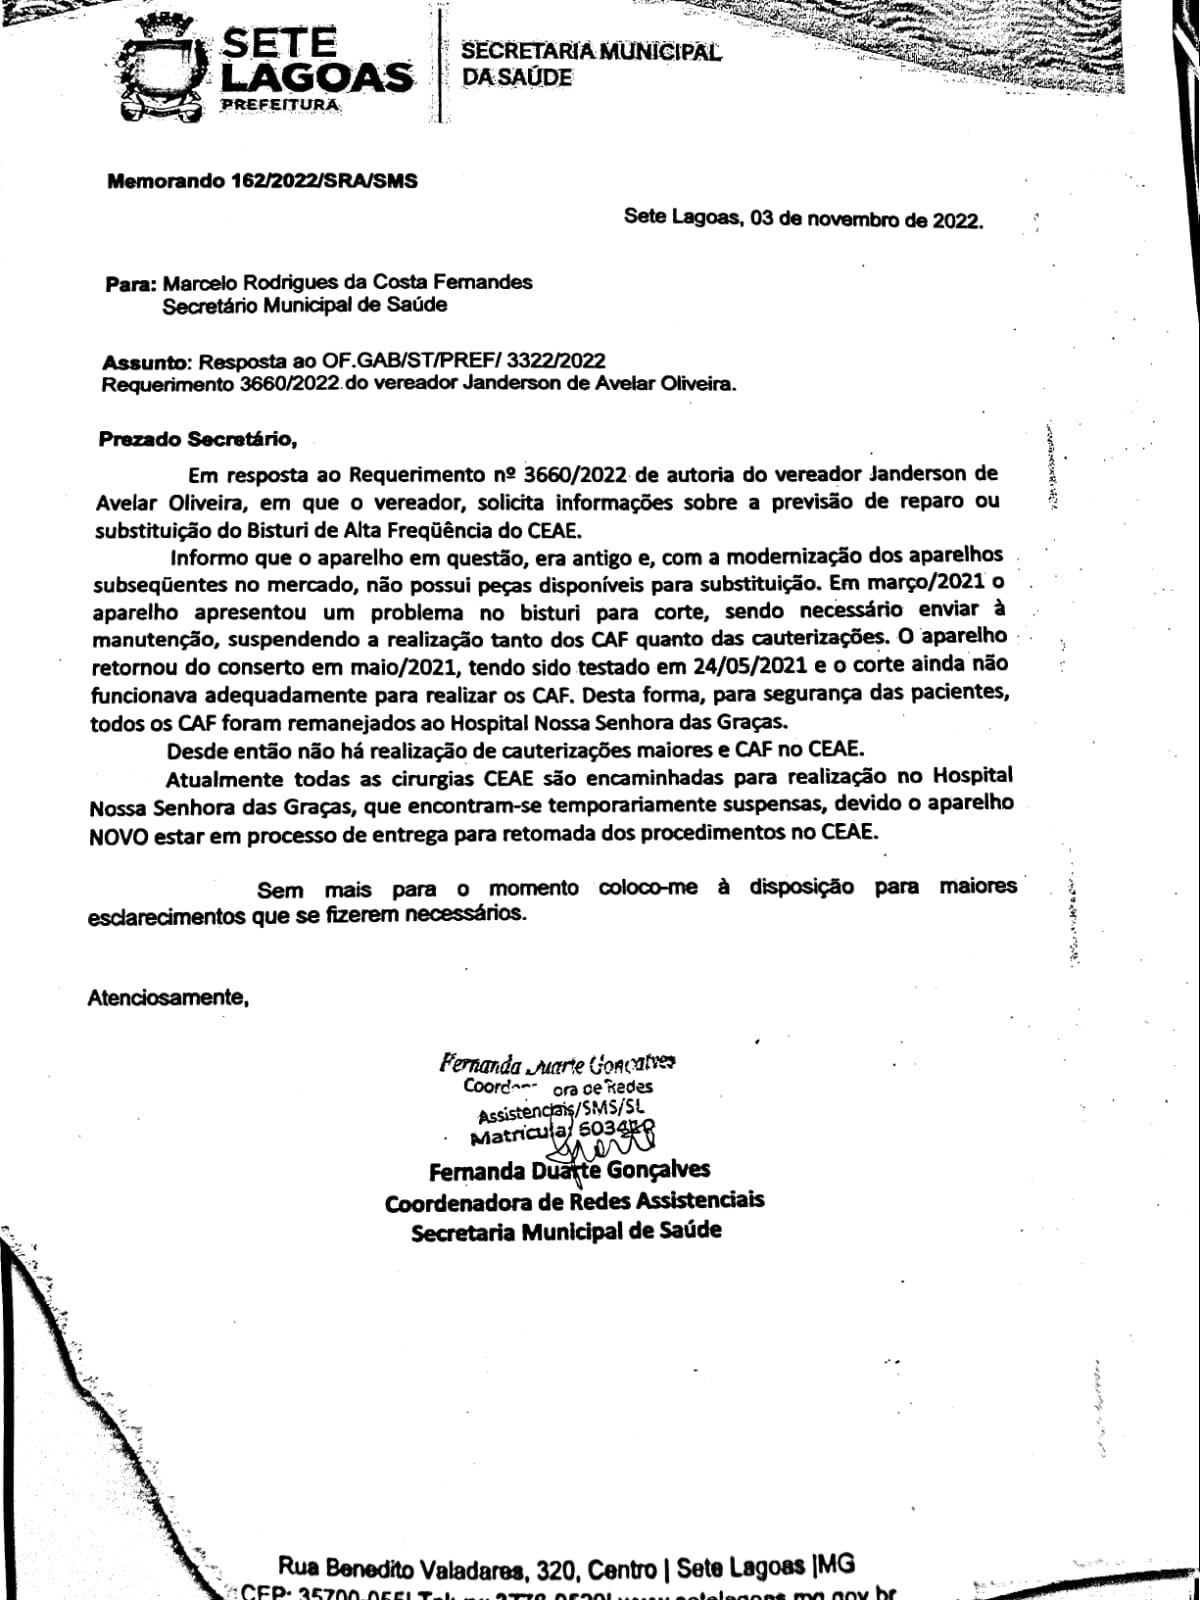 SETE
LAGOAS
PREFEITURA
SECRETARIA MUNICIPAL
DA SAÚDE
Memorando 162/2022/SRA/SMS
Sete Lagoas, 03 de novembro de 2022.
Para: Marcelo Rodrigues da Costa Fernandes
Secretário Municipal de Saúde
Assunto: Resposta ao OF.GAB/ST/PREF/ 3322/2022
Requerimento 3660/2022 do vereador Janderson de Avelar Oliveira.
Prezado Secretário,
Em resposta ao Requerimento nº 3660/2022 de autoria do vereador Janderson de
Avelar Oliveira, em que o vereador, solicita informações sobre a previsão de reparo ou
substituição do Bisturi de Alta Freqüência do CEAE.
Informo que o aparelho em questão, era antigo e, com a modernização dos aparelhos
subseqüentes no mercado, não possui peças disponíveis para substituição. Em março/2021 o
aparelho apresentou um problema no bisturi para corte, sendo necessário enviar à
manutenção, suspendendo a realização tanto dos CAF quanto das cauterizações. O aparelho
retornou do conserto em maio/2021, tendo sido testado em 24/05/2021 e o corte ainda não
funcionava adequadamente para realizar os CAF. Desta forma, para segurança das pacientes,
todos os CAF foram remanejados ao Hospital Nossa Senhora das Graças.
Desde então não há realização de cauterizações maiores e CAF no CEAE.
Atualmente todas as cirurgias CEAE são encaminhadas para realização no Hospital
Nossa Senhora das Graças, que encontram-se temporariamente suspensas, devido o aparelho
NOVO estar em processo de entrega para retomada dos procedimentos no CEAE.
Sem mais para o momento coloco-me à disposição para maiores
esclarecimentos que se fizerem necessários.
Atenciosamente,
Fernanda Duarte Gonçalves
Coordenadora de Redes
Assistenciais/SMS/SL
Matrícula
Fernanda Duarte Gonçalves
Coordenadora de Redes Assistenciais
Secretaria Municipal de Saúde
Rua Benedito Valadares, 320, Centro | Sete Lagoas |MG
CEP: 35700-055|